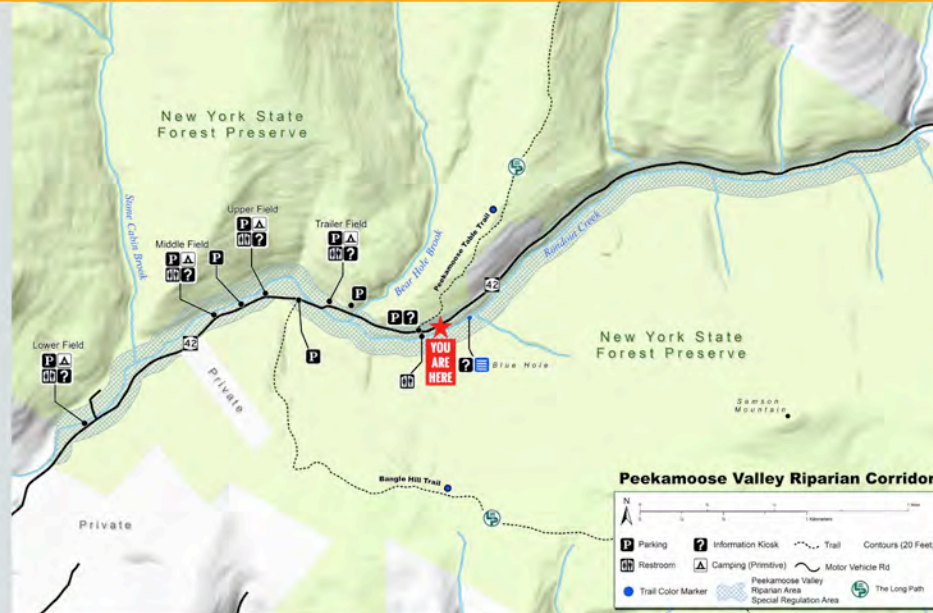 New York State
Forest Preserve
Stone Cabin Brook
Upper Field
P
Middle Field
P
?
P
?
P
Trailer Field
P
?
P
Bear Hole Brook
Peekamoose Table Trail
Rondout Creek
42
Lower Field
P
?
42
Private
P
P ?
YOU
ARE
HERE
?
Blue Hole
New York State
Forest Preserve
Samson
Mountain
Bangle Hill Trail
Private
Peekamoose Valley Riparian Corridor
N
P Parking
? Information Kiosk
Trail
Contours (20 Feet)
Restroom
Camping (Primitive)
Motor Vehicle Rd
Trail Color Marker
Peekamoose Valley
Riparian Area
Special Regulation Area
The Long Path